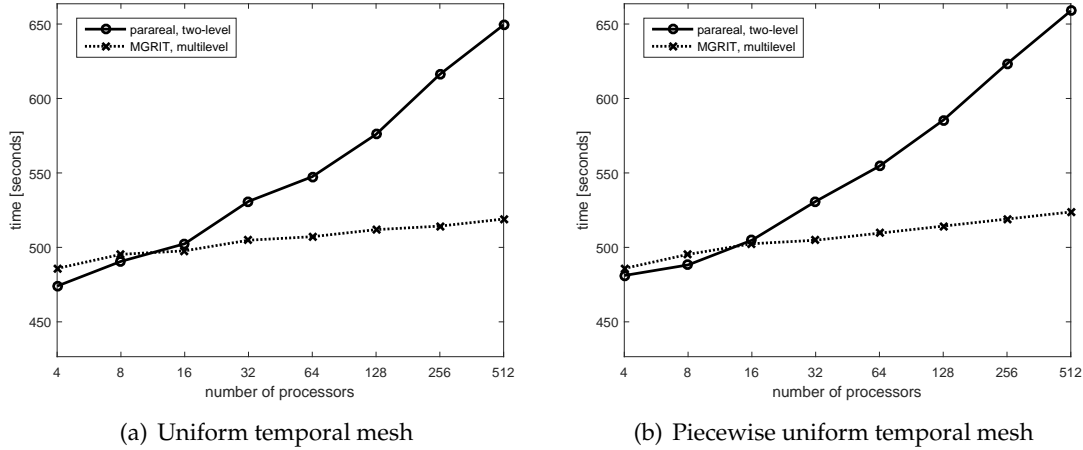 650
600
550
500
450
time [seconds]
parareal, two-level
MGRIT, multilevel
4 8 16 32 64 128 256 512
number of processors
(a) Uniform temporal mesh
650
600
550
500
450
time [seconds]
parareal, two-level
MGRIT, multilevel
4 8 16 32 64 128 256 512
number of processors
(b) Piecewise uniform temporal mesh